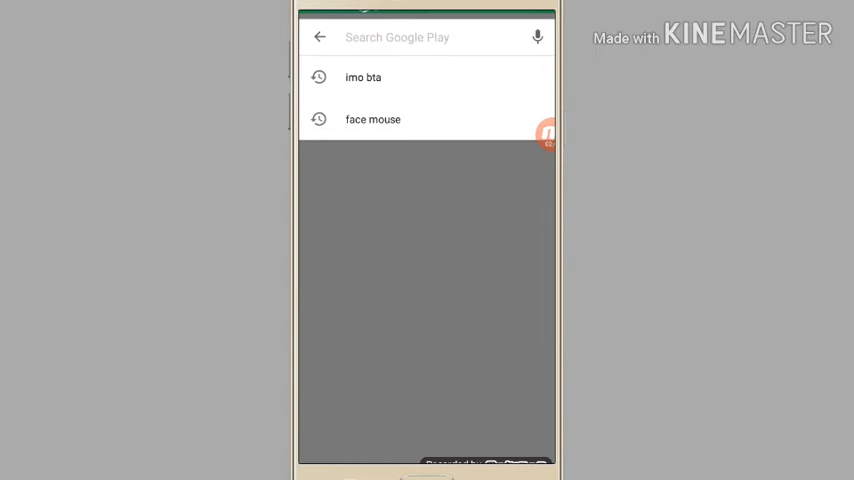 Made with KINEMASTER
Search Google Play
imo bta
face mouse